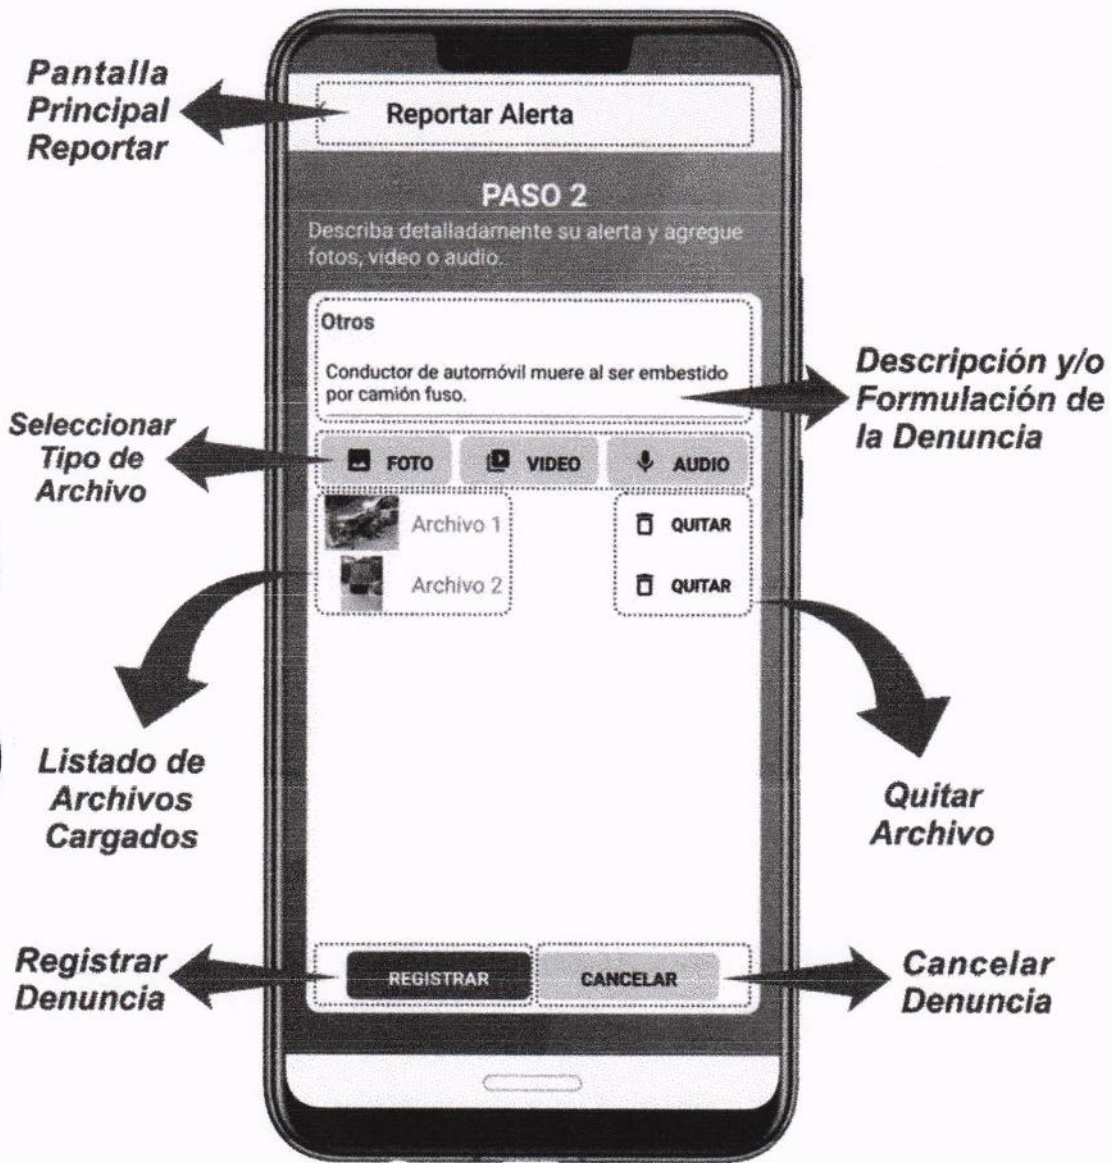 Pantalla
Principal
Reportar
Reportar Alerta
PASO 2
Describa detalladamente su alerta y agregue
fotos, video o audio.
Otros
Conductor de automóvil muere al ser embestido
por camión fuso.
Descripción y/o
Formulación de
la Denuncia
Seleccionar
Tipo de
Archivo
FOTO
VIDEO
AUDIO
Archivo 1
QUITAR
Archivo 2
QUITAR
Listado de
Archivos
Cargados
Quitar
Archivo
Registrar
Denuncia
REGISTRAR
CANCELAR
Cancelar
Denuncia